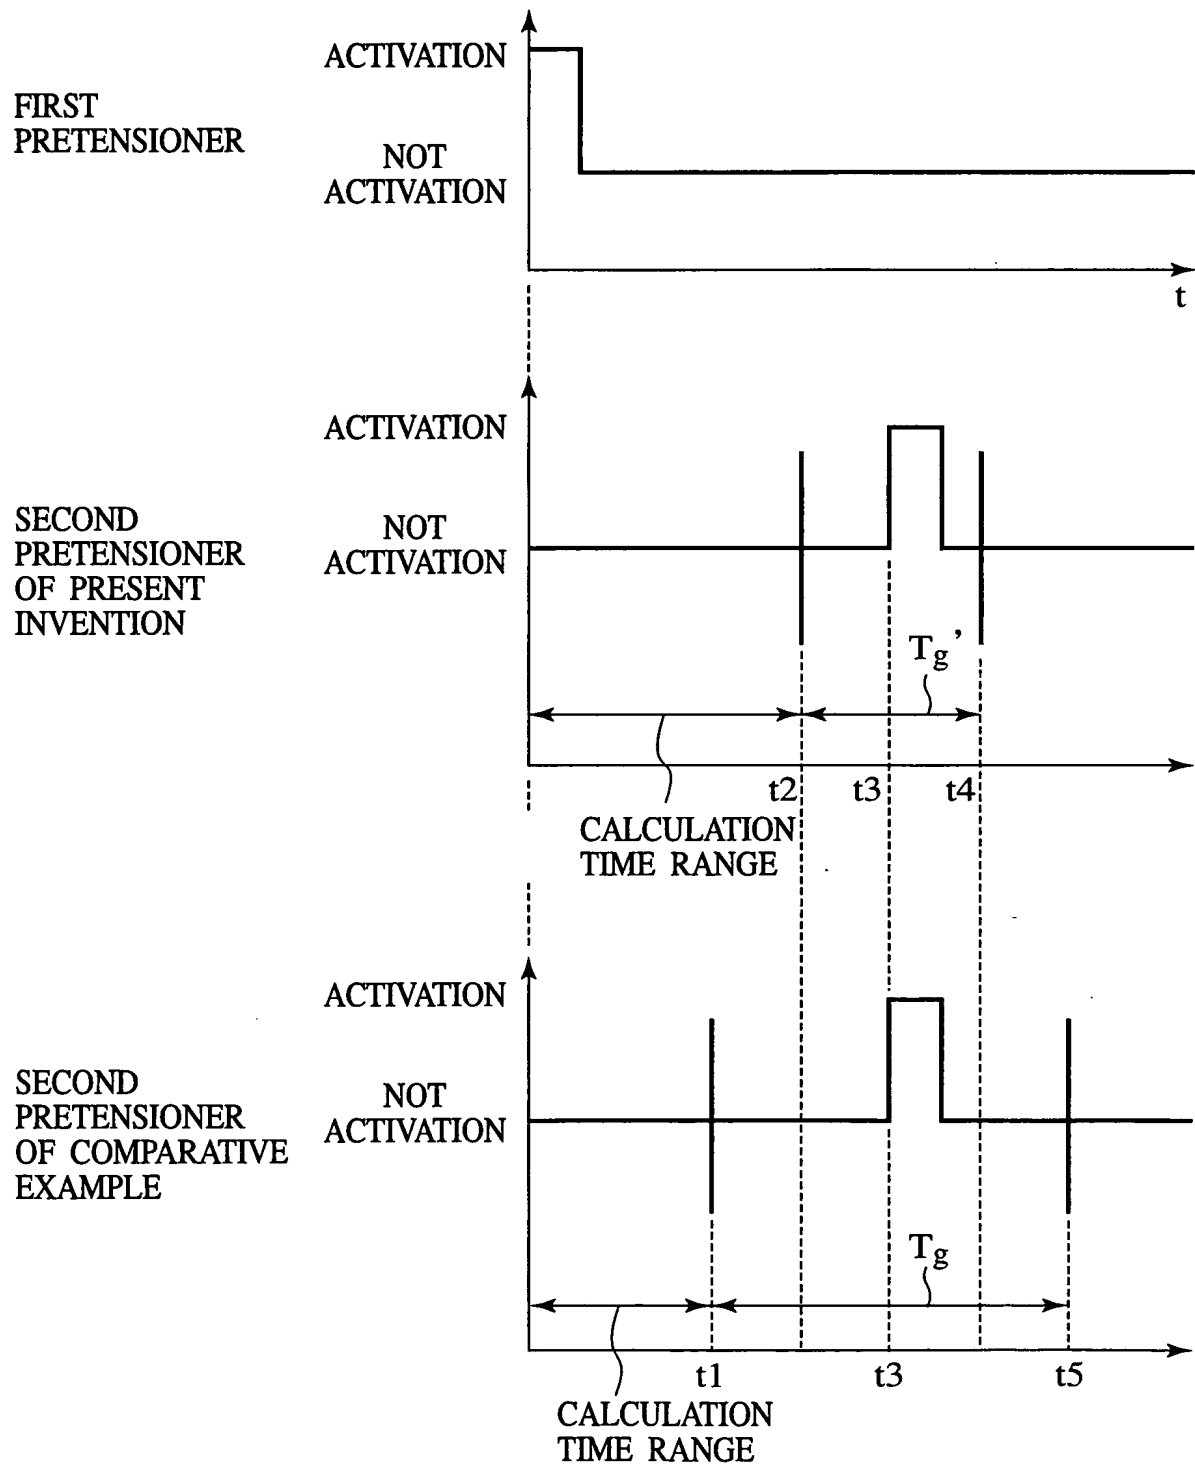 FIRST
PRETENSIONER
ACTIVATION
NOT
ACTIVATION
t
SECOND
PRETENSIONER
OF PRESENT
INVENTION
ACTIVATION
NOT
ACTIVATION
Tg’
t2
t3
t4
CALCULATION
TIME RANGE
SECOND
PRETENSIONER
OF COMPARATIVE
EXAMPLE
ACTIVATION
NOT
ACTIVATION
Tg
t1
t3
t5
CALCULATION
TIME RANGE